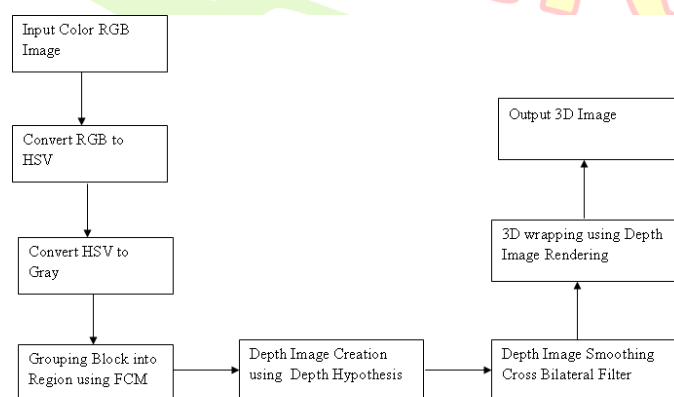 Input Color RGB
Image
Convert RGB to
HSV
Convert HSV to
Gray
Grouping Block into
Region using FCM
Depth Image Creation
using Depth Hypothesis
Depth Image Smoothing
Cross Bilateral Filter
3D wrapping using Depth
Image Rendering
Output 3D Image